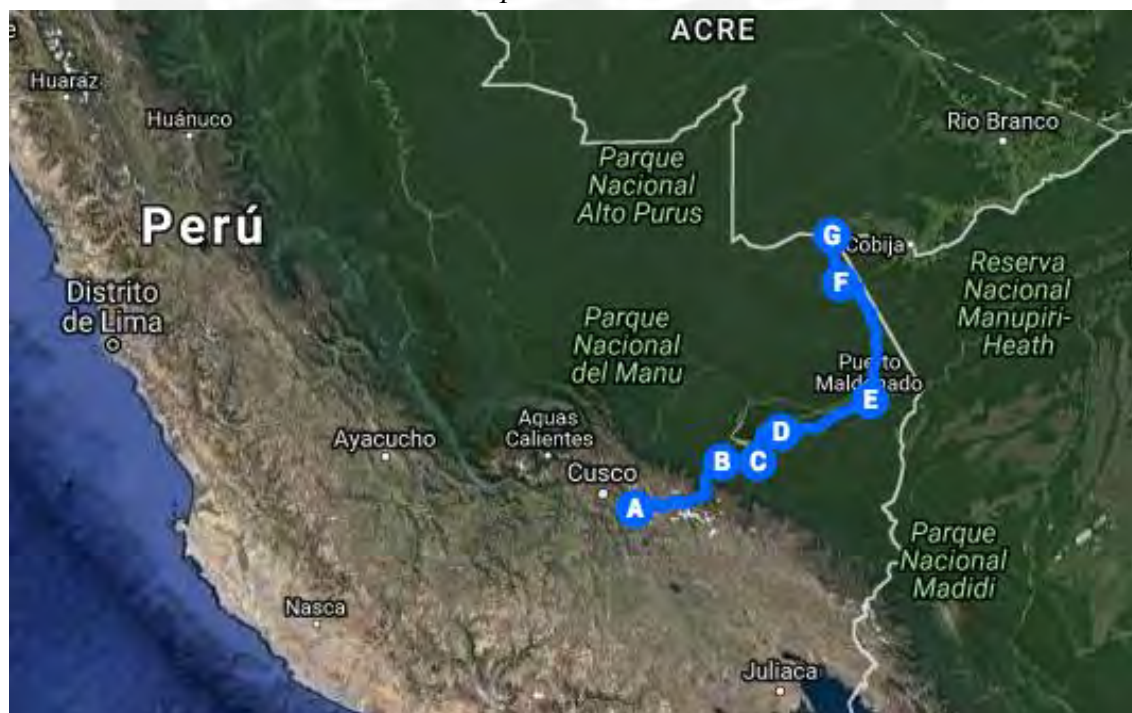 ACRE
Huaraz
Huánuco
Rio Branco
Parque
Nacional
Alto Purus
Perú
G
Cobija
F
Reserva
Nacional
Manupiri-
Heath
Distrito
de Lima
Parque
Nacional
del Manu
Puerto
Maldonado
E
D
Aguas
Calientes
Ayacucho
B
C
Cusco
A
Parque
Nacional
Madidi
Nasca
Juliaca